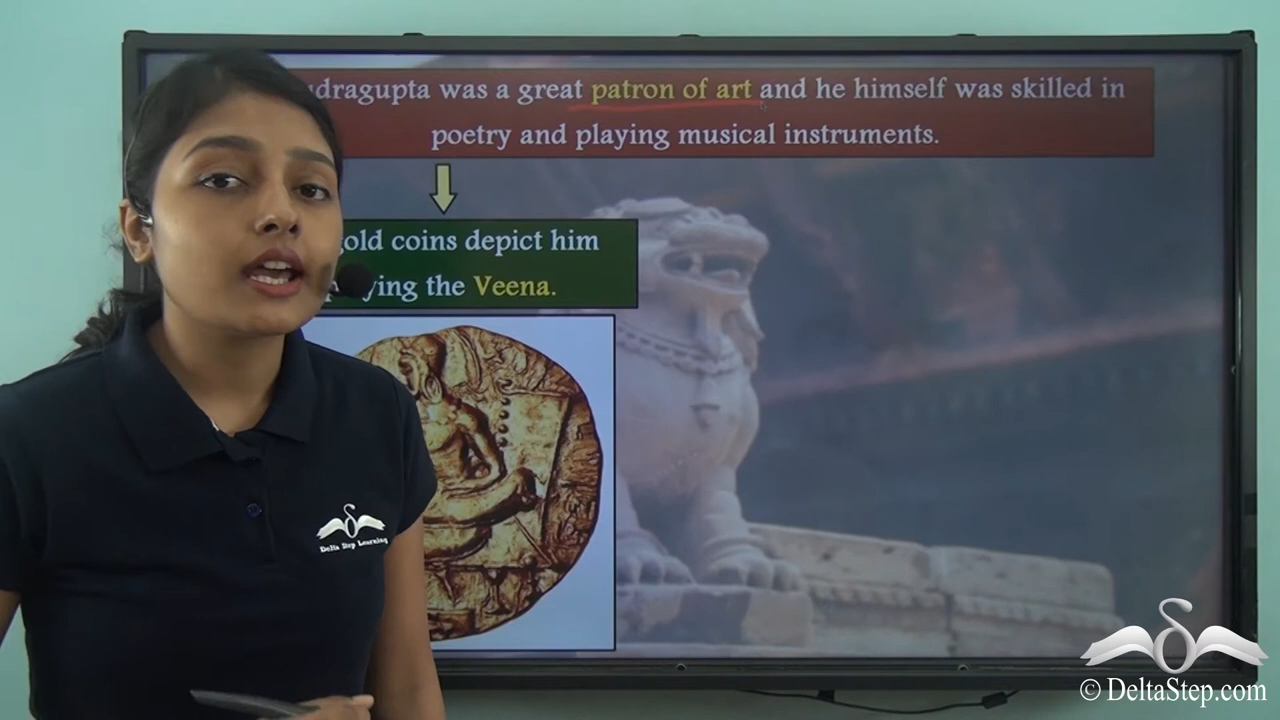 udragupta was a great patron of art and he himself was skilled in
poetry and playing musical instruments.
old coins depict him
ying the Veena.
Delta Step Learning
© DeltaStep.com